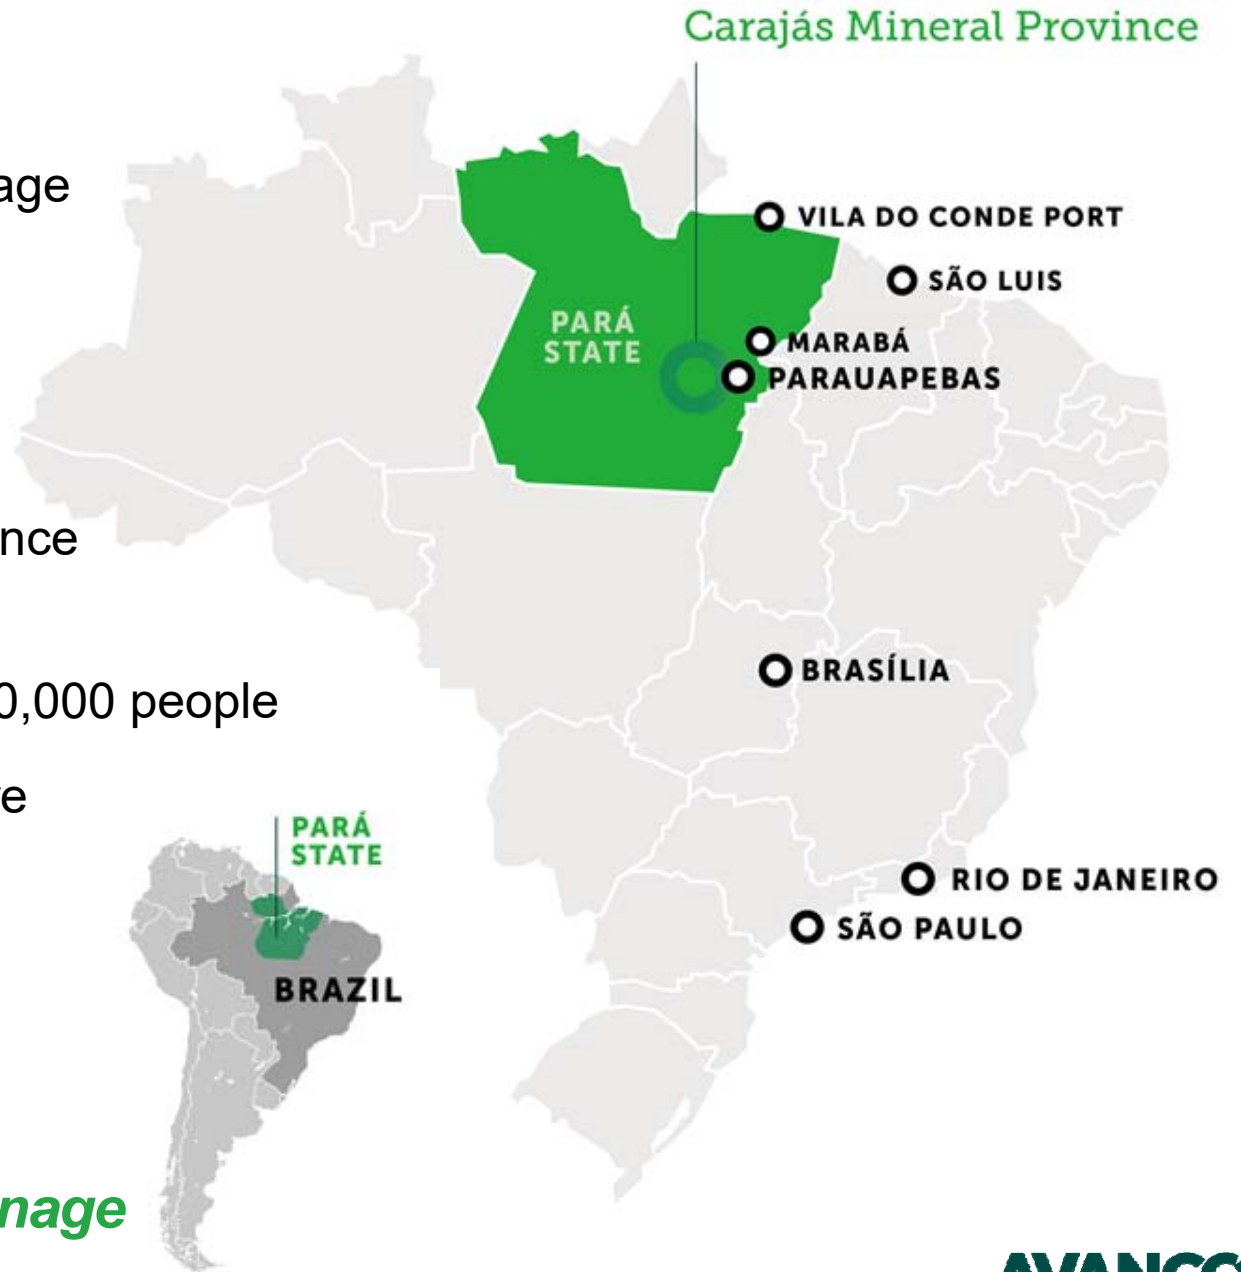 Carajás Mineral Province
age
VILA DO CONDE PORT
SÃO LUIS
PARÁ
STATE
MARABÁ
PARAUAPEBAS
nce
BRASÍLIA
0,000 people
e
PARÁ
STATE
RIO DE JANEIRO
SÃO PAULO
BRAZIL
nage